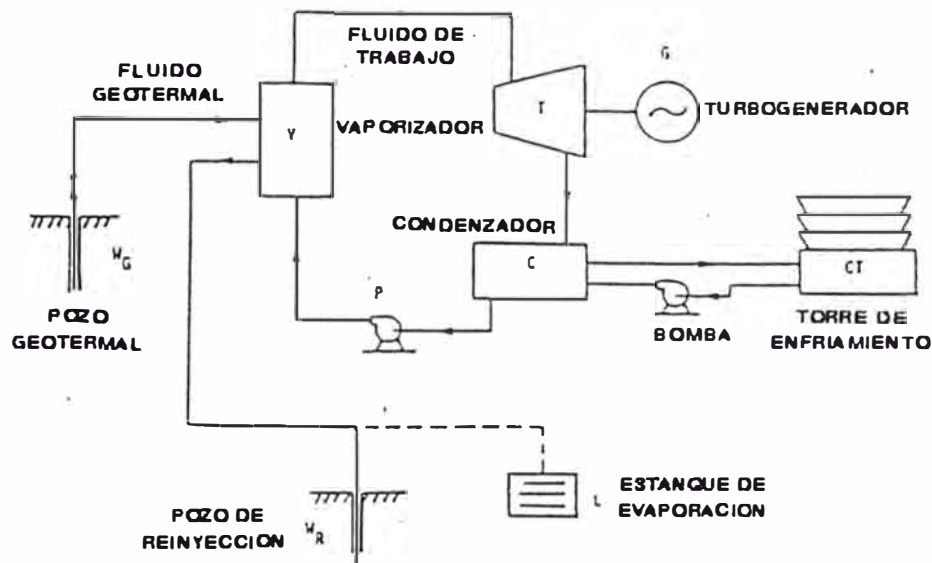 FLUIDO DE
TRABAJO
G
FLUIDO
GEOTERMAL
T
TURBOGENERADOR
V
VAPORIZADOR
CONDENZADOR
C
CT
W_G
P
POZO
GEOTERMAL
BOMBA
TORRE DE
ENFRIAMIENTO
L
ESTANQUE DE
EVAPORACION
POZO DE
REINYECCION
W_R